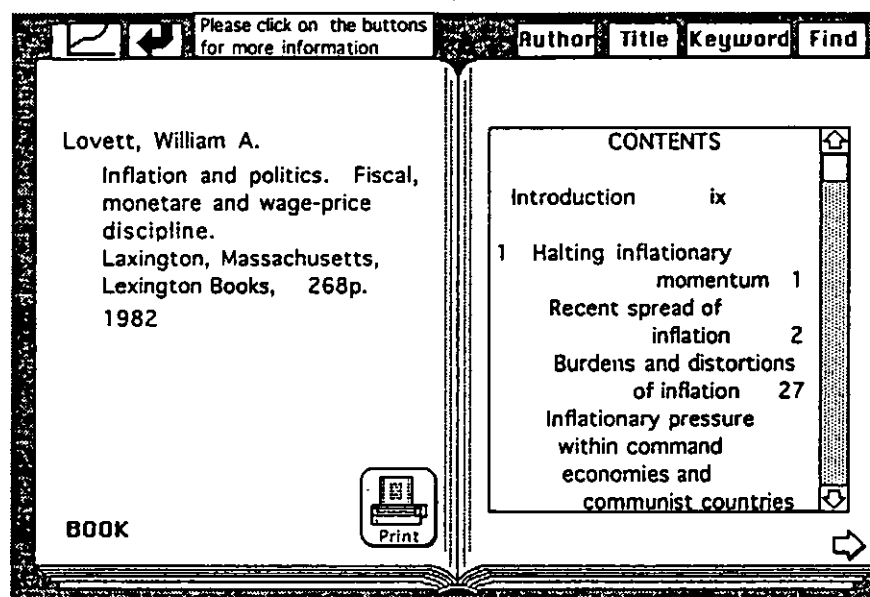 Please click on the buttons
for more information
Author Title Keyword Find
Lovett, William A.
Inflation and politics. Fiscal,
monetare and wage-price
discipline.
Laxington, Massachusetts,
Lexington Books, 268p.
1982
BOOK
Print
CONTENTS
Introduction ix
1 Halting inflationary
momentum 1
Recent spread of
inflation 2
Burdens and distortions
of inflation 27
Inflationary pressure
within command
economies and
communist countries